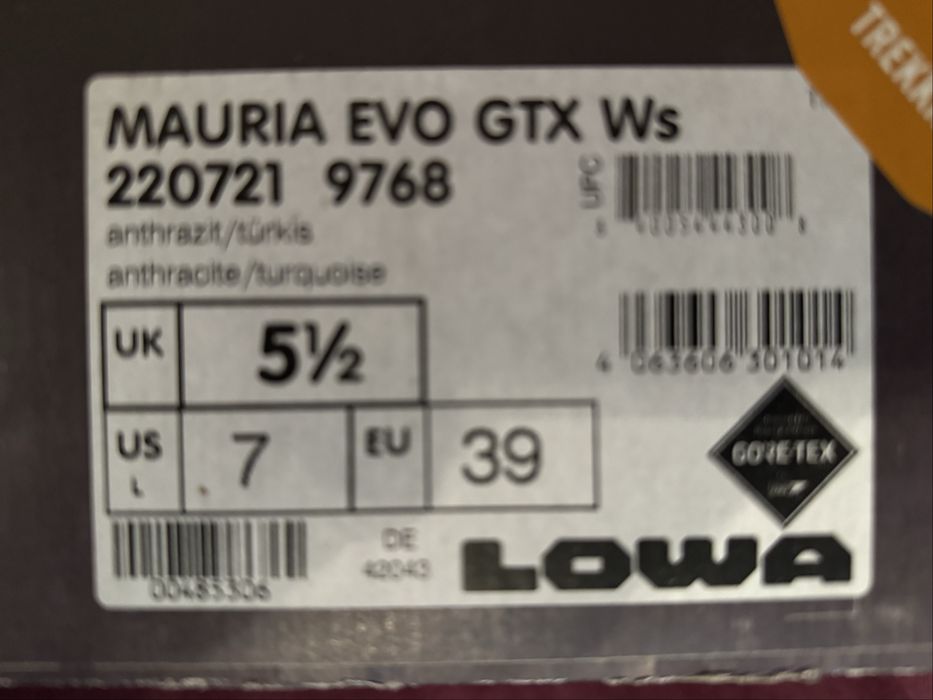 TREKK
MAURIA EVO GTX Ws
220721 9768
UPC
anthrazit/türkis
anthracite/turquoise
4 063606 301014
UK 5½
US 7 EU 39
L
GORE-TEX
DE
42043
00485306
LOWA